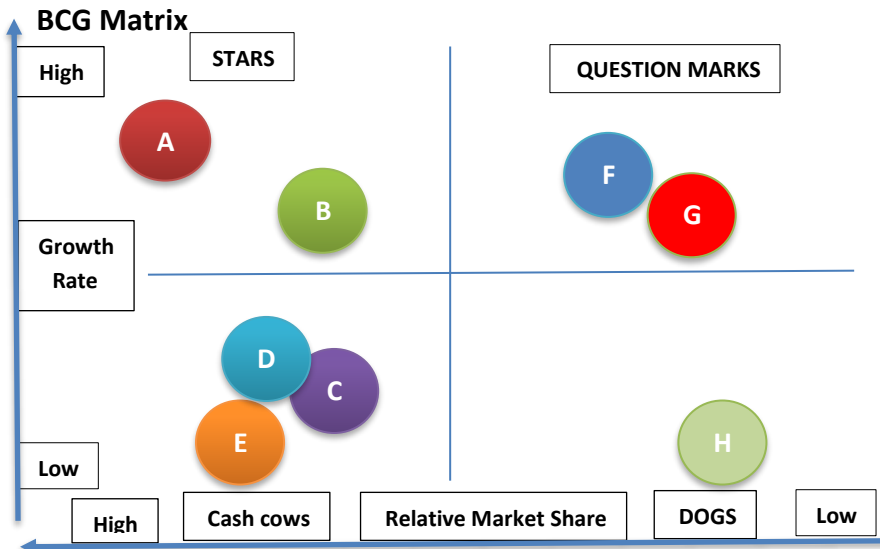 BCG Matrix
High
STARS
QUESTION MARKS
A
F
B
G
Growth
Rate
D
C
E
H
Low
High
Cash cows
Relative Market Share
DOGS
Low